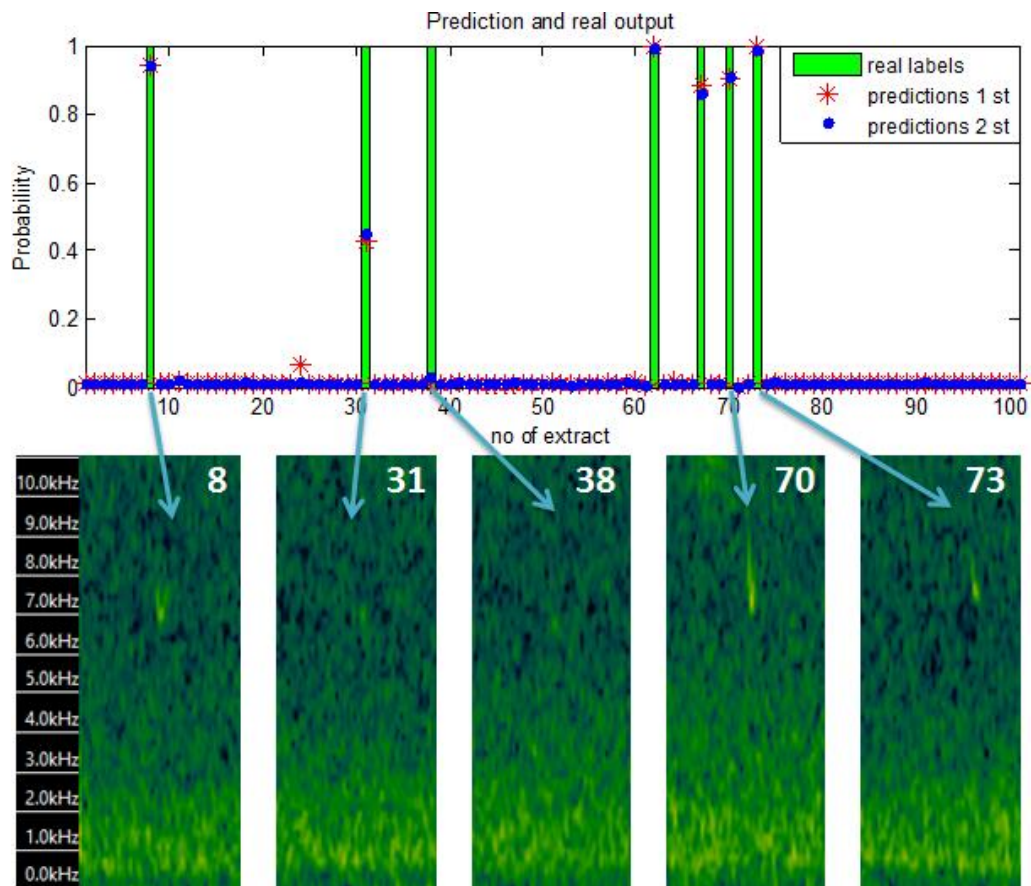 Prediction and real output
real labels
predictions 1 st
predictions 2 st
Probability
1
0.8
0.6
0.4
0.2
0
10 20 30 40 50 60 70 80 90 100
no of extract
8 31 38 70 73
10.0kHz
9.0kHz
8.0kHz
7.0kHz
6.0kHz
5.0kHz
4.0kHz
3.0kHz
2.0kHz
1.0kHz
0.0kHz